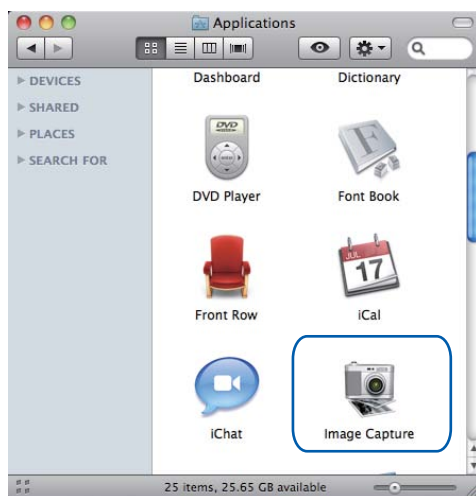 Applications
DEVICES
SHARED
PLACES
SEARCH FOR
Dashboard Dictionary
DVD
DVD Player Font Book
JUL
17
Front Row iCal
iChat Image Capture
25 items, 25.65 GB available